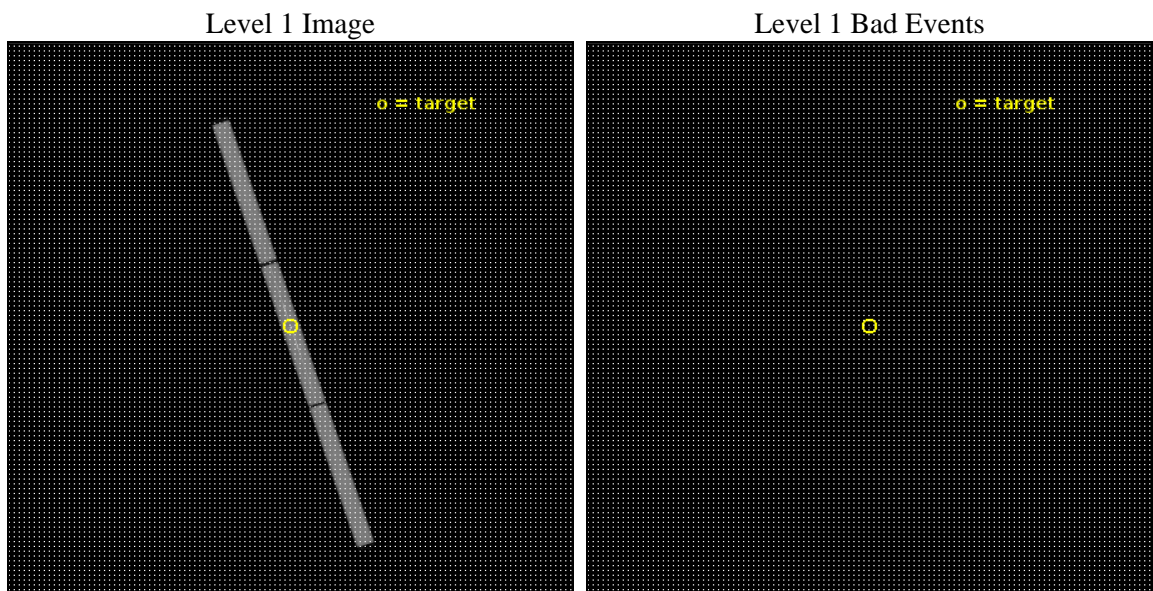 Level 1 Image
Level 1 Bad Events
o = target
o = target